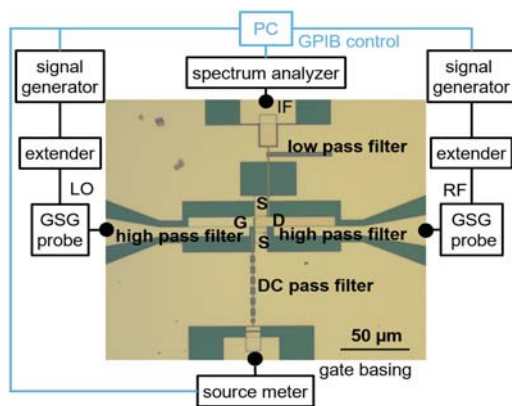 PC
GPIB control
signal
generator
spectrum analyzer
signal
generator
IF
extender
low pass filter
extender
LO
RF
GSG
probe
S
G
D
S
high pass filter
high pass filter
GSG
probe
DC pass filter
50 µm
gate basing
source meter